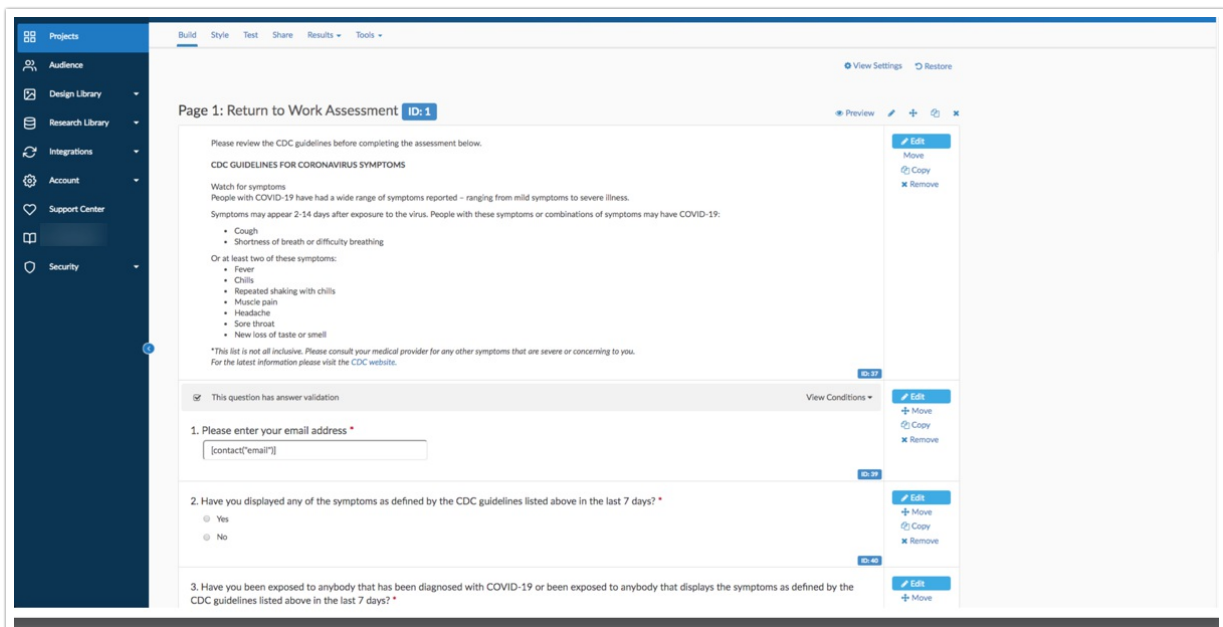 Projects
Audience
Design Library
Research Library
Integrations
Account
Support Center
Security
Build Style Test Share Results Tools
View Settings Restore
Page 1: Return to Work Assessment ID: 1
Preview
Please review the CDC guidelines before completing the assessment below.
CDC GUIDELINES FOR CORONAVIRUS SYMPTOMS
Watch for symptoms
People with COVID-19 have had a wide range of symptoms reported – ranging from mild symptoms to severe illness.
Symptoms may appear 2-14 days after exposure to the virus. People with these symptoms or combinations of symptoms may have COVID-19:
• Cough
• Shortness of breath or difficulty breathing
Or at least two of these symptoms:
• Fever
• Chills
• Repeated shaking with chills
• Muscle pain
• Headache
• Sore throat
• New loss of taste or smell
*This list is not all inclusive. Please consult your medical provider for any other symptoms that are severe or concerning to you.
For the latest information please visit the CDC website.
ID: 37
Edit
Move
Copy
Remove
This question has answer validation View Conditions
1. Please enter your email address *
[contact("email")]
ID: 39
Edit
Move
Copy
Remove
2. Have you displayed any of the symptoms as defined by the CDC guidelines listed above in the last 7 days? *
Yes
No
ID: 40
Edit
Move
Copy
Remove
3. Have you been exposed to anybody that has been diagnosed with COVID-19 or been exposed to anybody that displays the symptoms as defined by the
CDC guidelines listed above in the last 7 days? *
Edit
Move